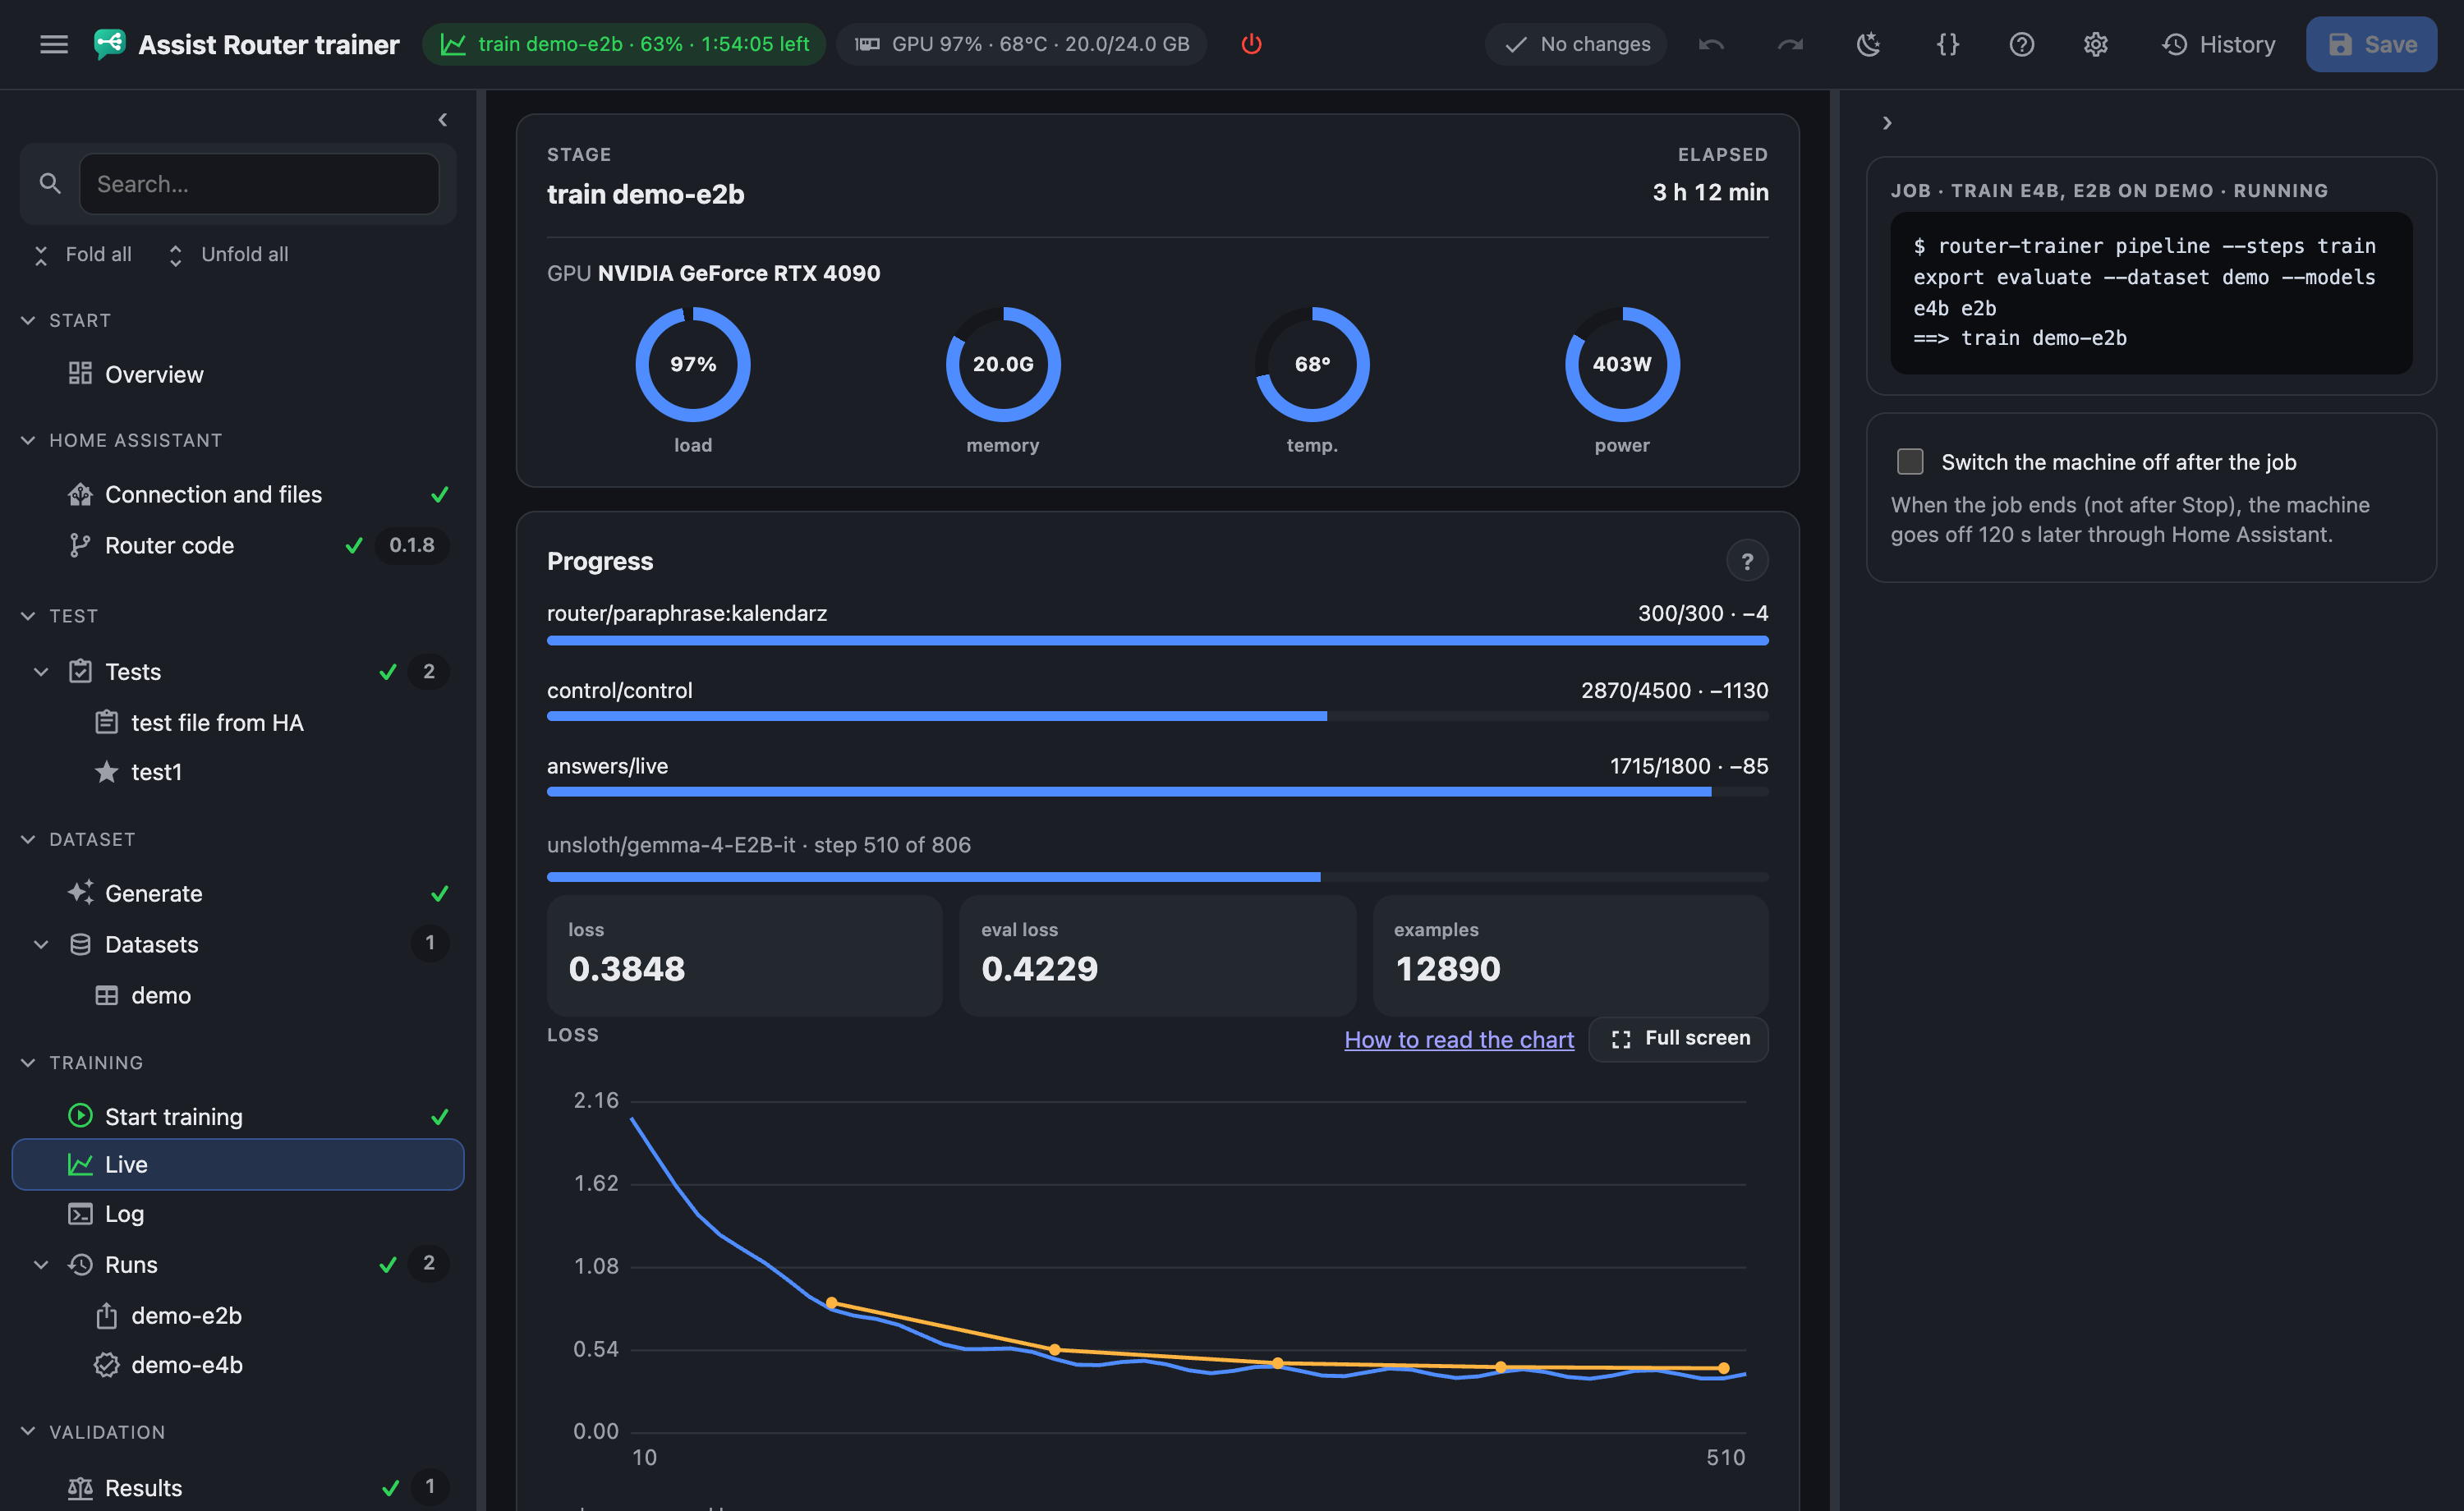 Assist Router trainer
train demo-e2b · 63% · 1:54:05 left
GPU 97% · 68°C · 20.0/24.0 GB
No changes
{}
History
Save
Search...
Fold all
Unfold all
START
Overview
HOME ASSISTANT
Connection and files
Router code
0.1.8
TEST
Tests
2
test file from HA
test1
DATASET
Generate
Datasets
1
demo
TRAINING
Start training
Live
Log
Runs
2
demo-e2b
demo-e4b
VALIDATION
Results
1
STAGE
train demo-e2b
ELAPSED
3 h 12 min
GPU NVIDIA GeForce RTX 4090
97%
load
20.0G
memory
68°
temp.
403W
power
Progress
?
router/paraphrase:kalendarz
300/300 · −4
control/control
2870/4500 · −1130
answers/live
1715/1800 · −85
unsloth/gemma-4-E2B-it · step 510 of 806
loss
0.3848
eval loss
0.4229
examples
12890
LOSS
How to read the chart
Full screen
2.16
1.62
1.08
0.54
0.00
10
510
JOB · TRAIN E4B, E2B ON DEMO · RUNNING
$ router-trainer pipeline --steps train
export evaluate --dataset demo --models
e4b e2b
==> train demo-e2b
Switch the machine off after the job
When the job ends (not after Stop), the machine
goes off 120 s later through Home Assistant.